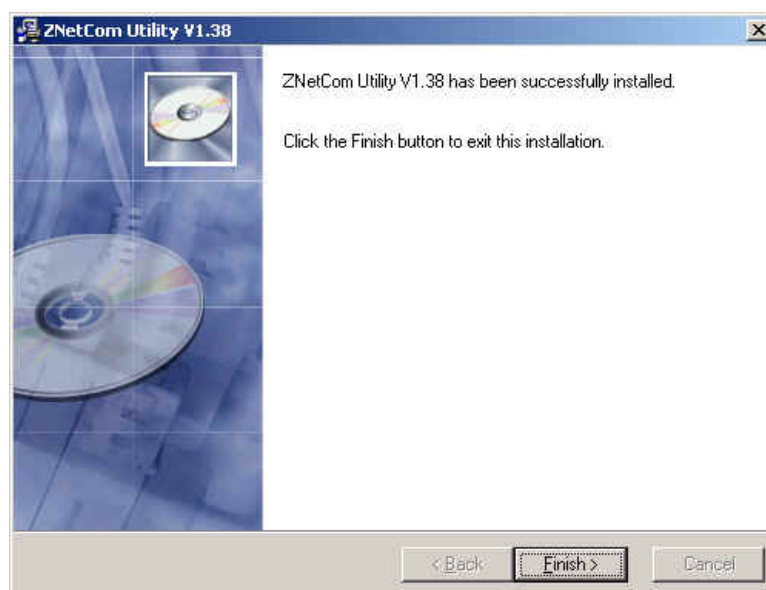 ZNetCom Utility V1.38
ZNetCom Utility V1.38 has been successfully installed.
Click the Finish button to exit this installation.
< Back
Finish >
Cancel